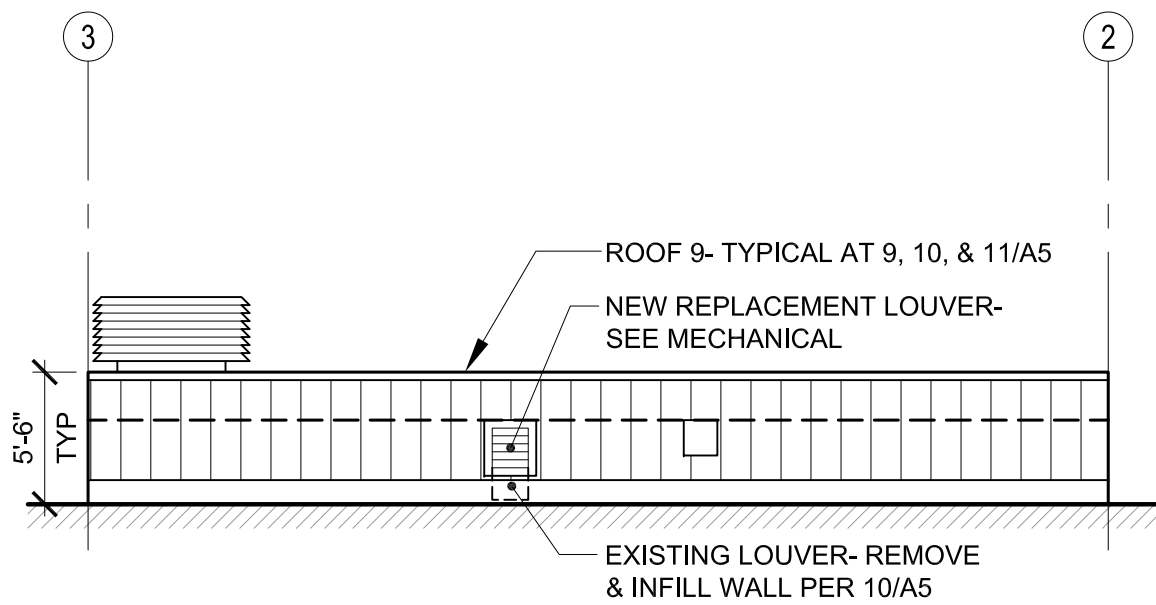 3
2
ROOF 9- TYPICAL AT 9, 10, & 11/A5
NEW REPLACEMENT LOUVER-
SEE MECHANICAL
5'-6"
TYP
EXISTING LOUVER- REMOVE
& INFILL WALL PER 10/A5